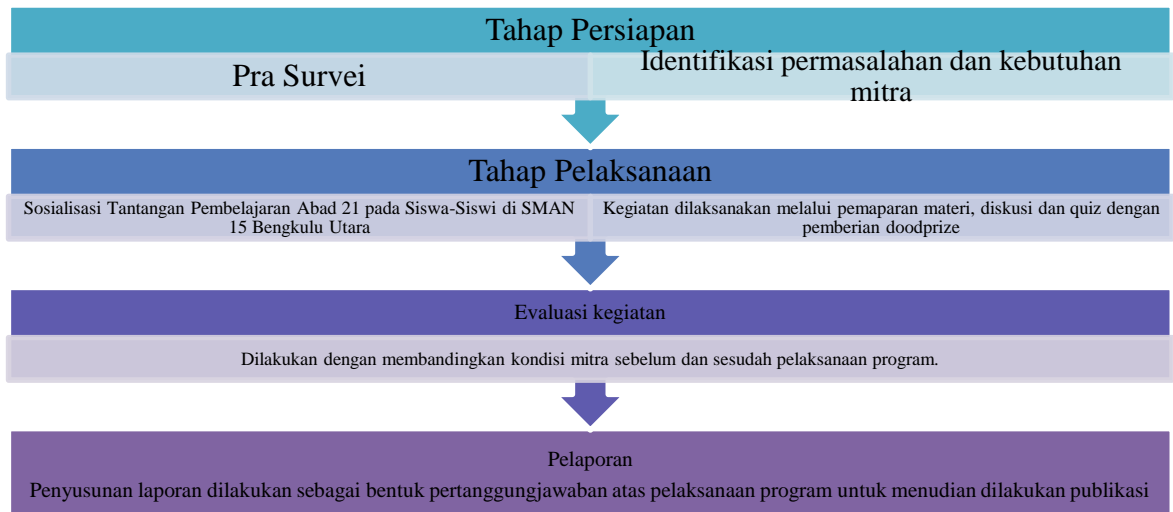 Tahap Persiapan
Pra Survei
Identifikasi permasalahan dan kebutuhan
mitra
Tahap Pelaksanaan
Sosialisasi Tantangan Pembelajaran Abad 21 pada Siswa-Siswi di SMAN
15 Bengkulu Utara
Kegiatan dilaksanakan melalui pemaparan materi, diskusi dan quiz dengan
pemberian doodprize
Evaluasi kegiatan
Dilakukan dengan membandingkan kondisi mitra sebelum dan sesudah pelaksanaan program.
Pelaporan
Penyusunan laporan dilakukan sebagai bentuk pertanggungjawaban atas pelaksanaan program untuk menudian dilakukan publikasi